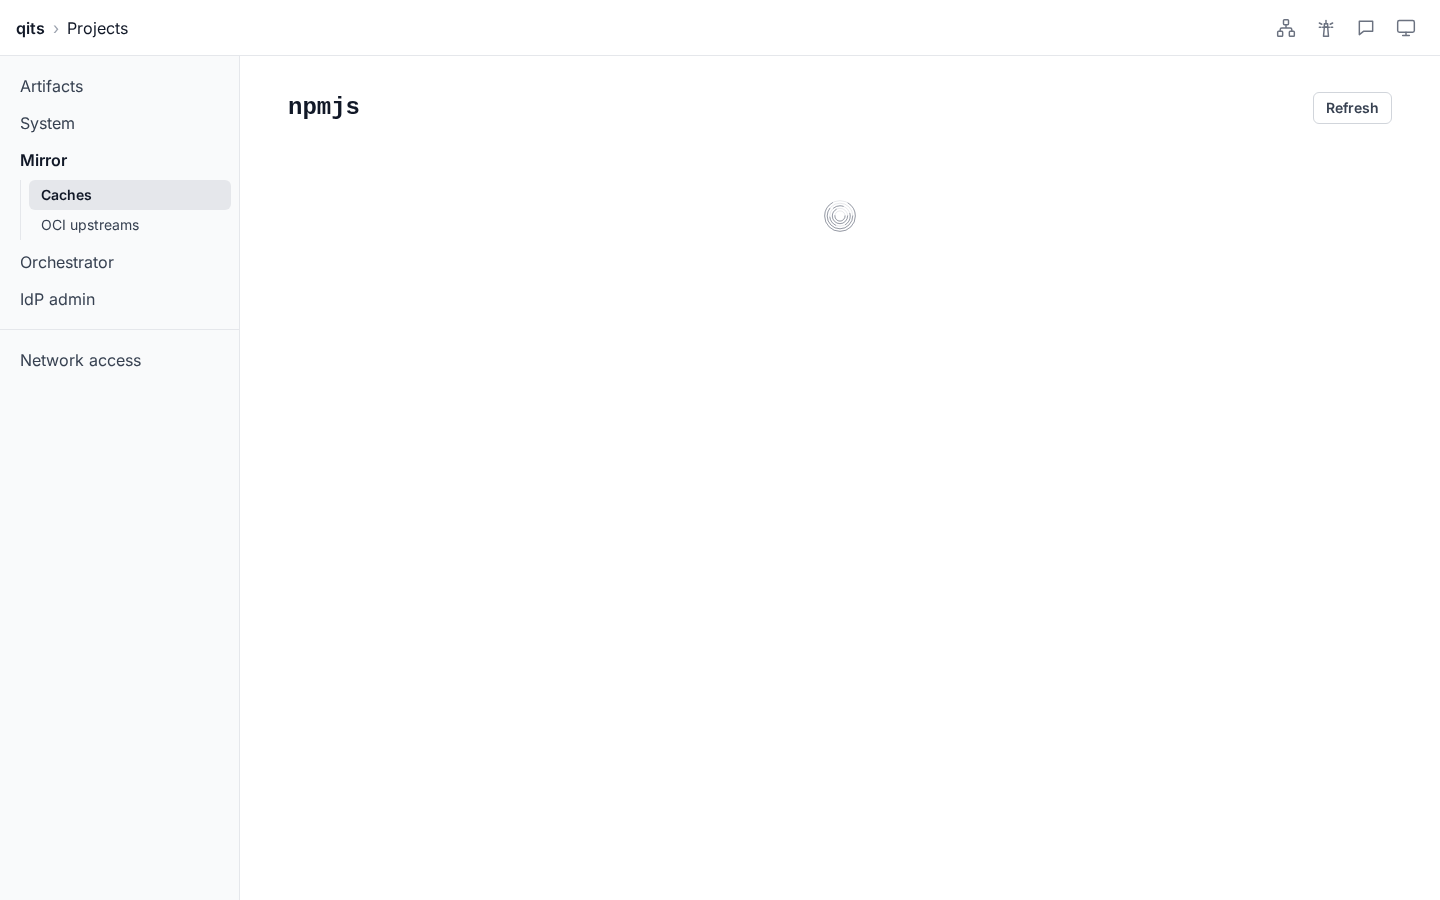 qits › Projects
Artifacts
System
Mirror
Caches
OCI upstreams
Orchestrator
IdP admin
Network access
npmjs
Refresh